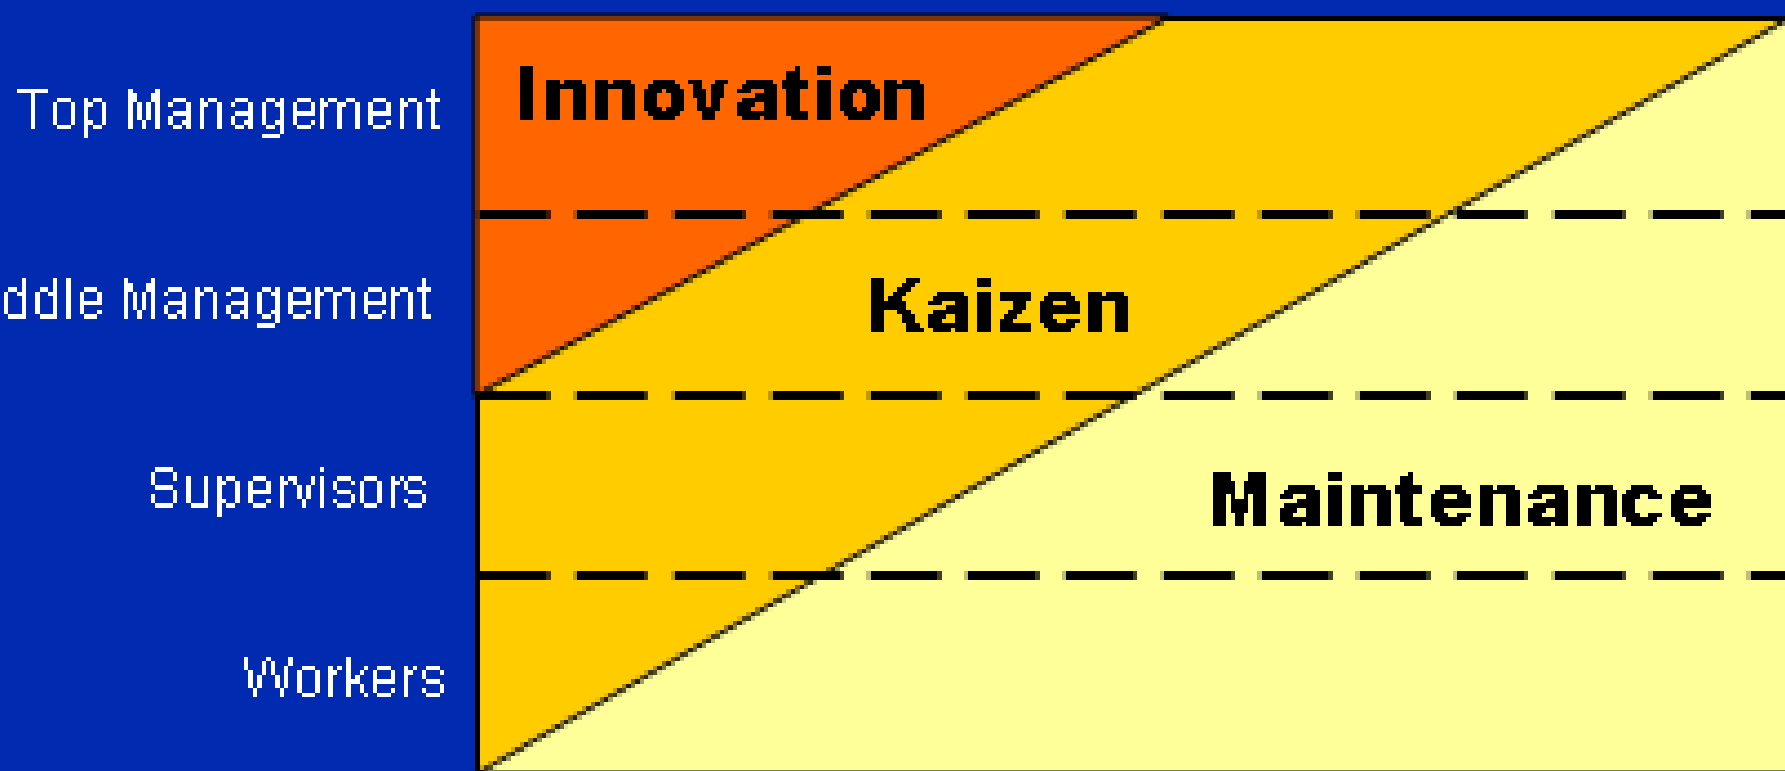 Innovation
Top Management
ddle Management
Kaizen
Supervisors
Maintenance
Workers